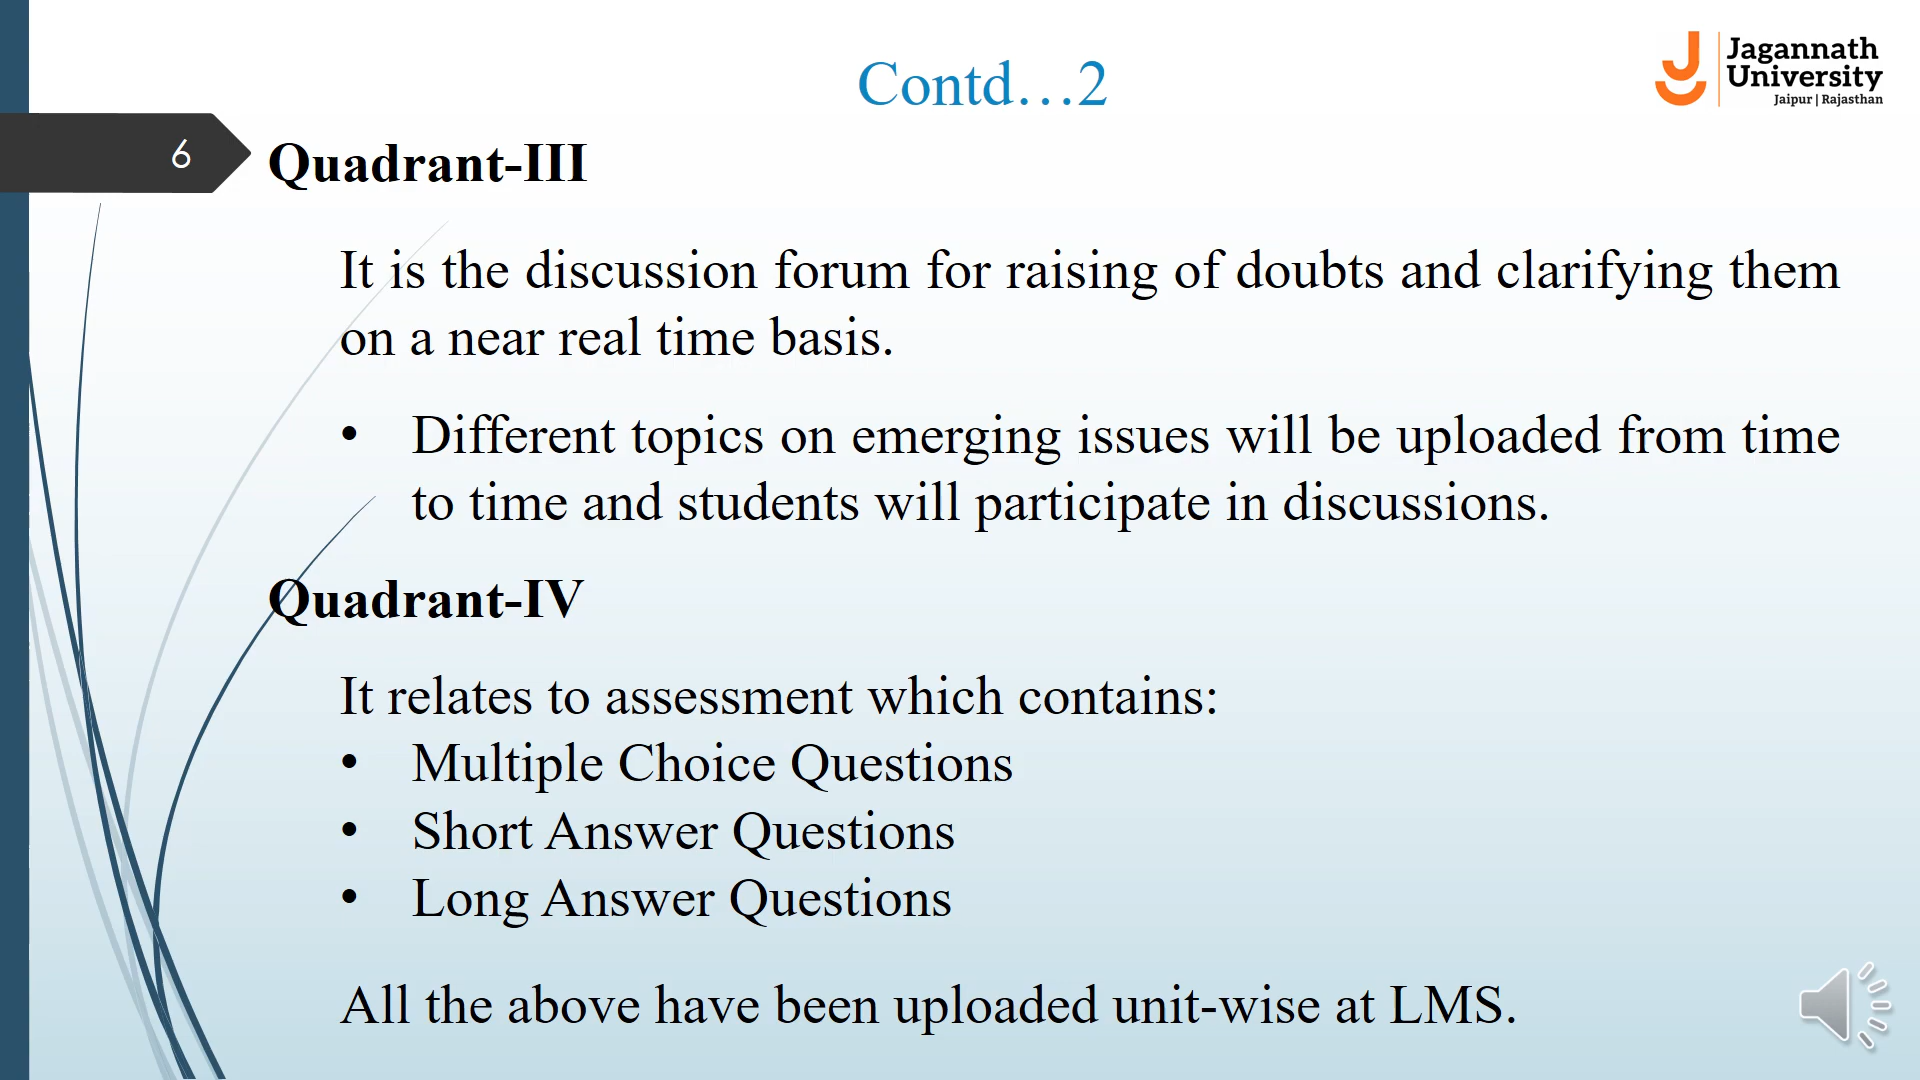 Contd…2
Jagannath
University
Jaipur | Rajasthan
6
Quadrant-III
It is the discussion forum for raising of doubts and clarifying them
on a near real time basis.
• Different topics on emerging issues will be uploaded from time
to time and students will participate in discussions.
Quadrant-IV
It relates to assessment which contains:
• Multiple Choice Questions
• Short Answer Questions
• Long Answer Questions
All the above have been uploaded unit-wise at LMS.